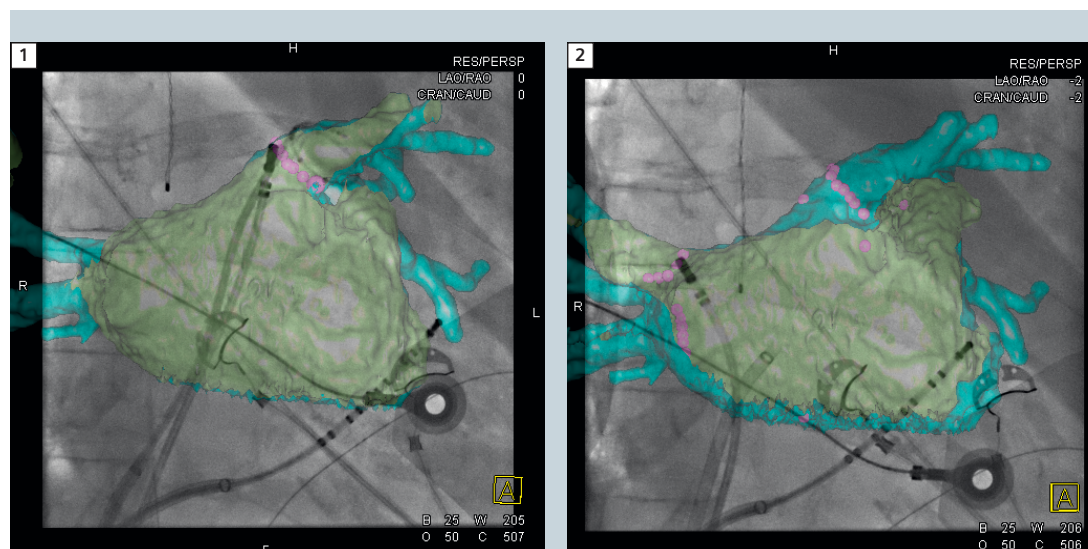 1
H
RES/PERSP
LAO/RAO 0
CRAN/CAUD 0
R
L
A
B 25 W 205
O 50 C 507
2
H
RES/PERSP
LAO/RAO -2
CRAN/CAUD -2
R
A
B 25 W 206
O 50 C 506